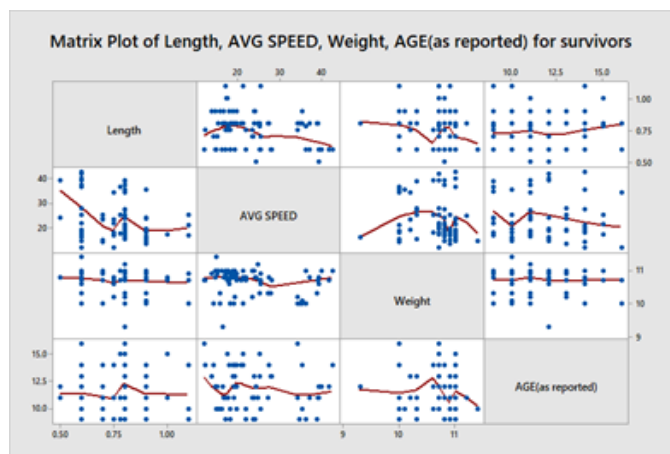 Matrix Plot of Length, AVG SPEED, Weight, AGE(as reported) for survivors
20 30 40
10.0 12.5 15.0
Length
1.00
0.75
0.50
40
30
20
AVG SPEED
Weight
11
10
9
15.0
12.5
10.0
AGE(as reported)
0.50 0.75 1.00
9 10 11